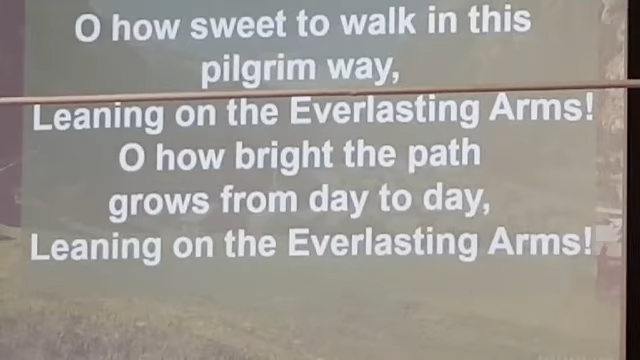 O how sweet to walk in this
pilgrim way,
Leaning on the Everlasting Arms!
O how bright the path
grows from day to day,
Leaning on the Everlasting Arms!